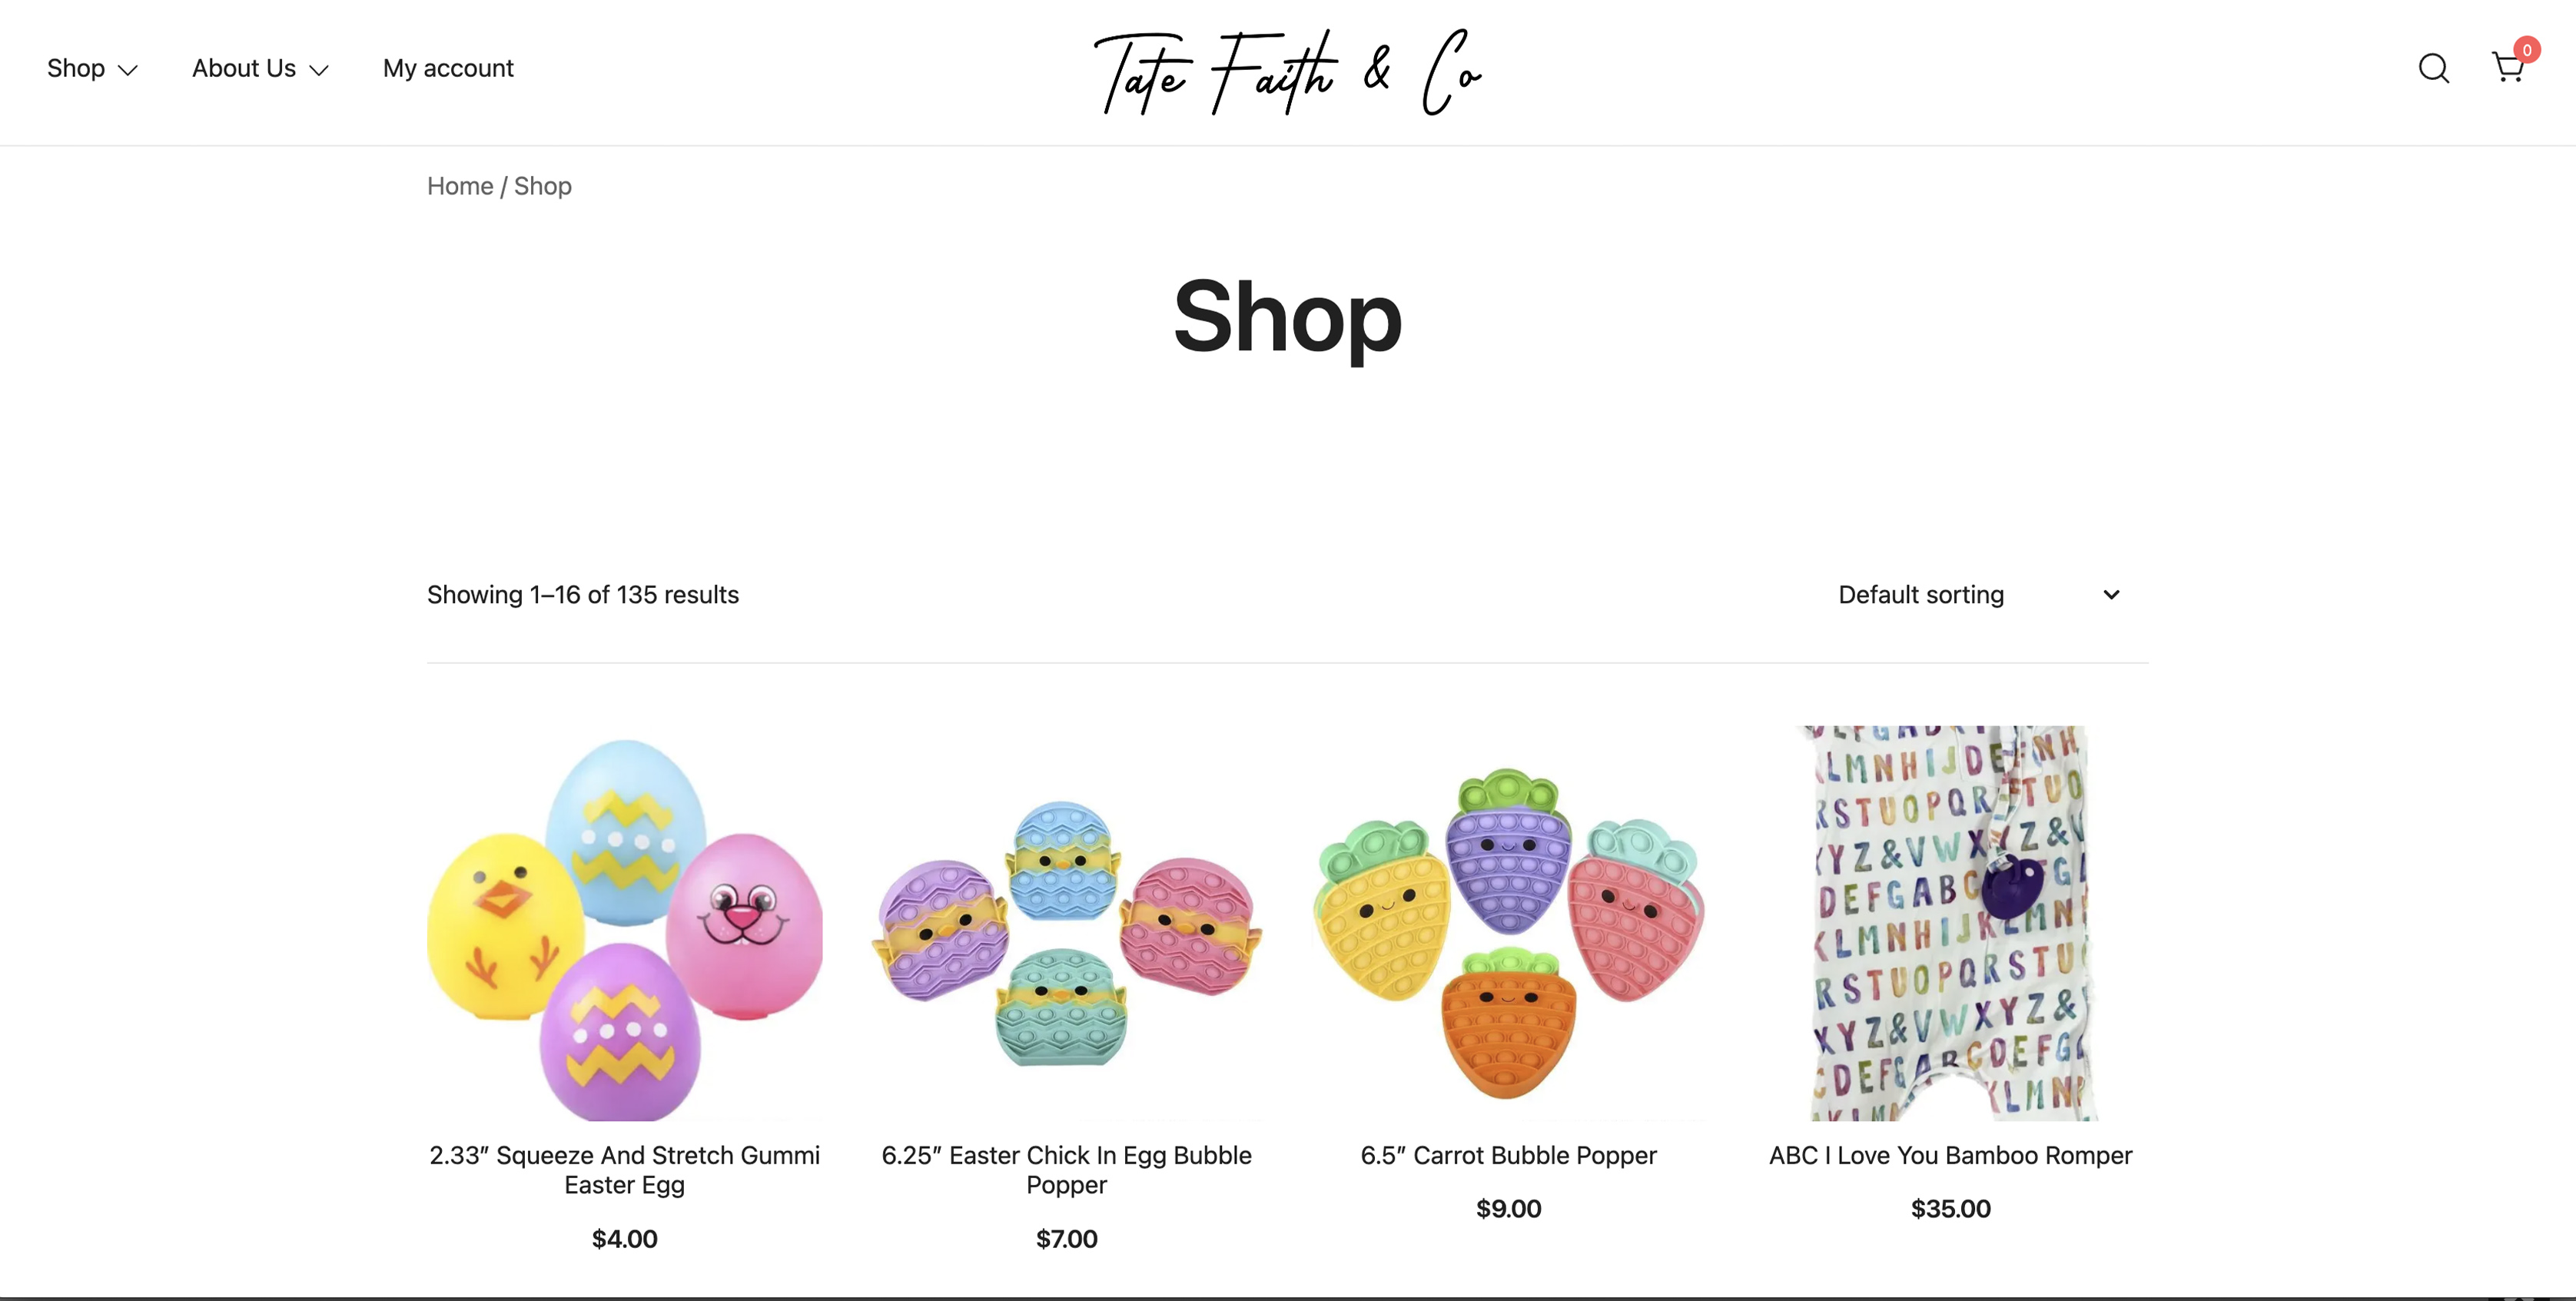 Shop
About Us
My account
Tate Faith & Co
0
Home / Shop
Shop
Showing 1–16 of 135 results
Default sorting
2.33″ Squeeze And Stretch Gummi
Easter Egg
$4.00
6.25″ Easter Chick In Egg Bubble
Popper
$7.00
6.5″ Carrot Bubble Popper
$9.00
ABC I Love You Bamboo Romper
$35.00